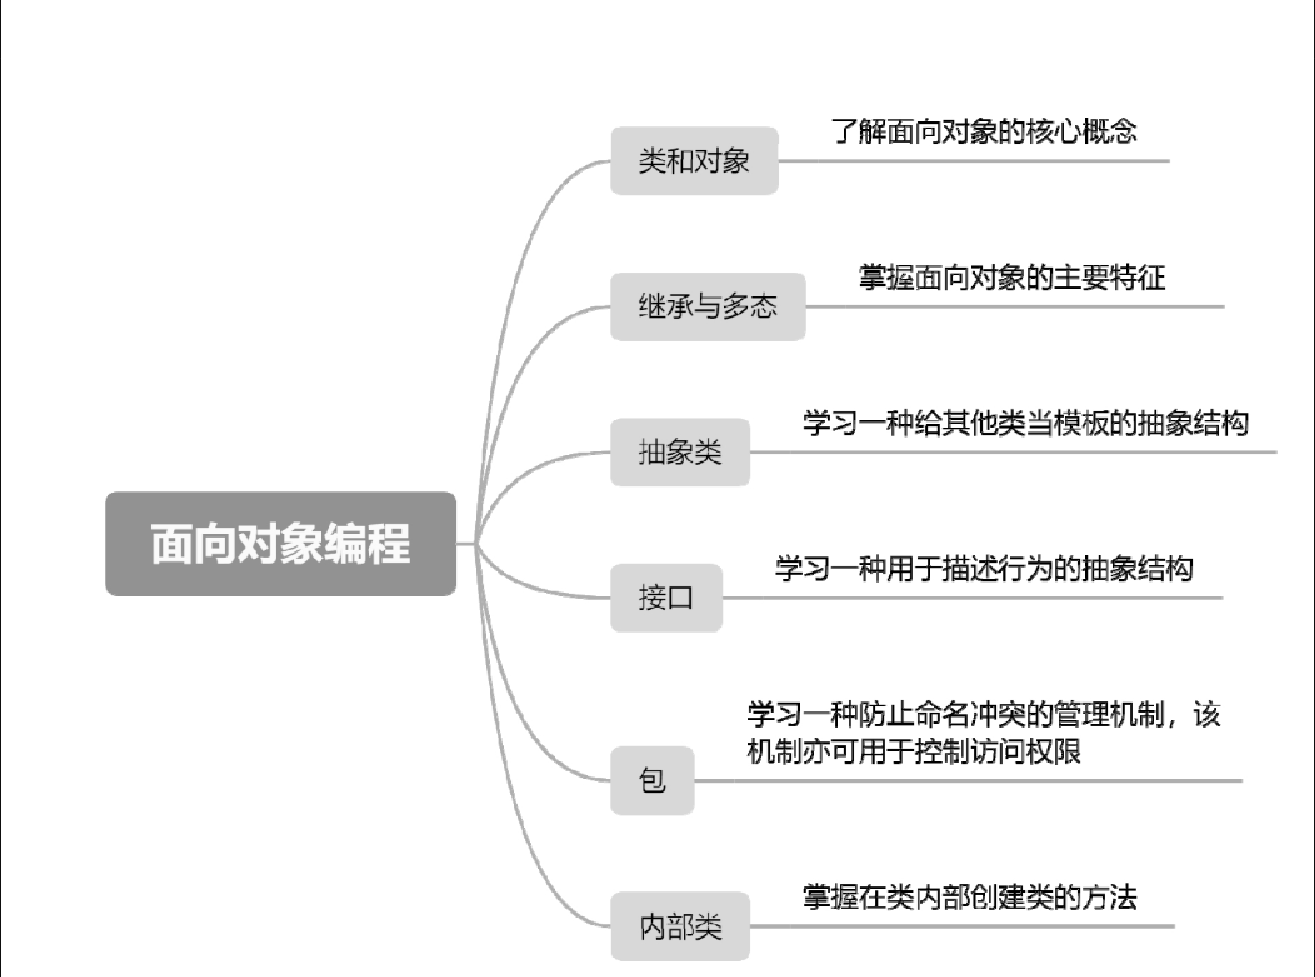 面向对象编程
类和对象
了解面向对象的核心概念
继承与多态
掌握面向对象的主要特征
抽象类
学习一种给其他类当模板的抽象结构
接口
学习一种用于描述行为的抽象结构
包
学习一种防止命名冲突的管理机制，该
机制亦可用于控制访问权限
内部类
掌握在类内部创建类的方法